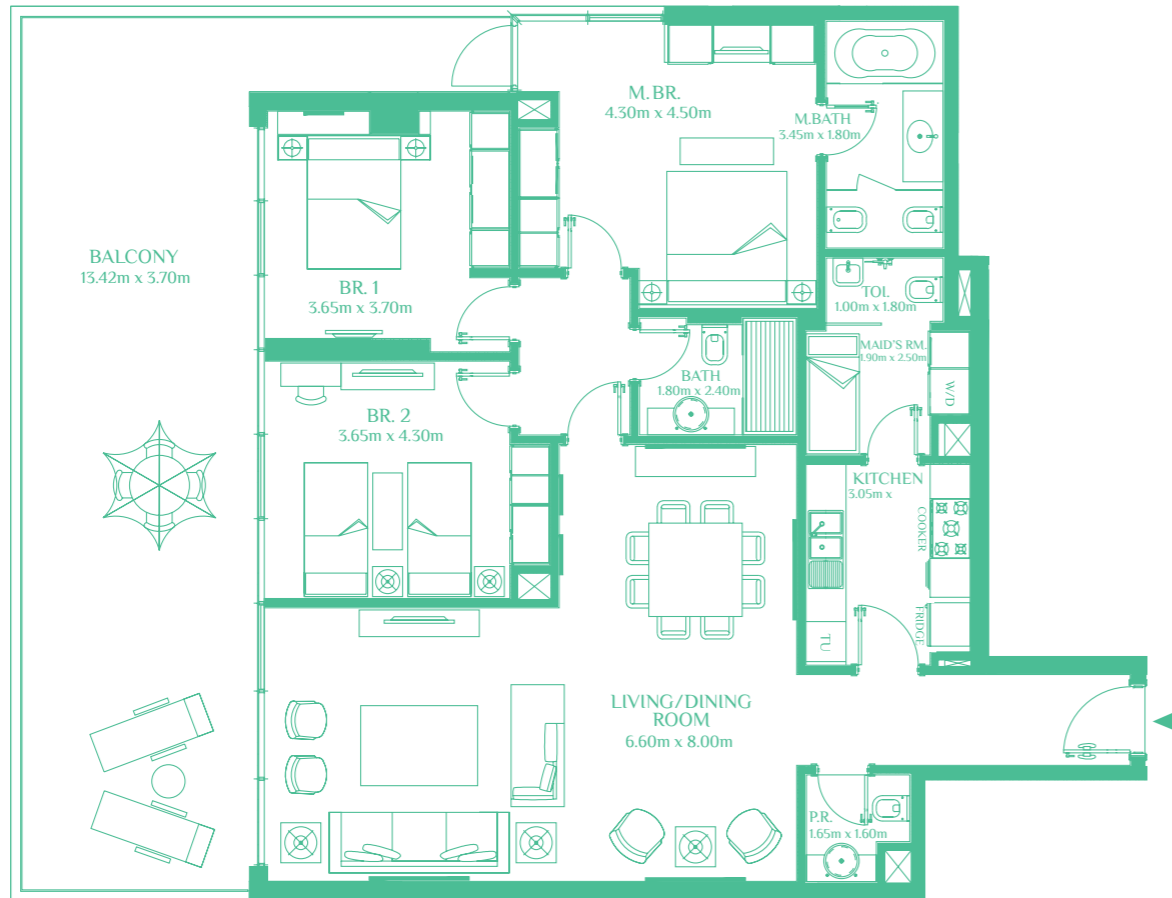 M. BR.
4.30m x 4.50m
M.BATH
3.45m x 1.80m
BALCONY
13.42m x 3.70m
BR. 1
3.65m x 3.70m
TOI.
1.00m x 1.80m
MAID'S RM.
1.90m x 2.50m
W/D
BATH
1.80m x 2.40m
BR. 2
3.65m x 4.30m
KITCHEN
3.05m x
COOKER
FRIDGE
TU
LIVING/DINING
ROOM
6.60m x 8.00m
P.R.
1.65m x 1.60m